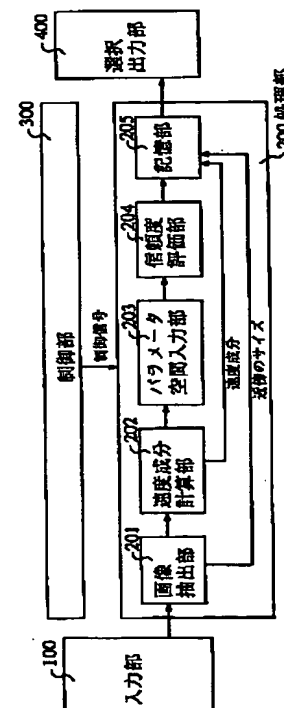 100
入力部
300
制御部
制御信号
201
画像
抽出部
202
速度成分
計算部
203
パラメータ
空間入力部
204
信頼度
評価部
205
記憶部
速度成分
近傍のサイズ
200処理部
400
選択
出力部